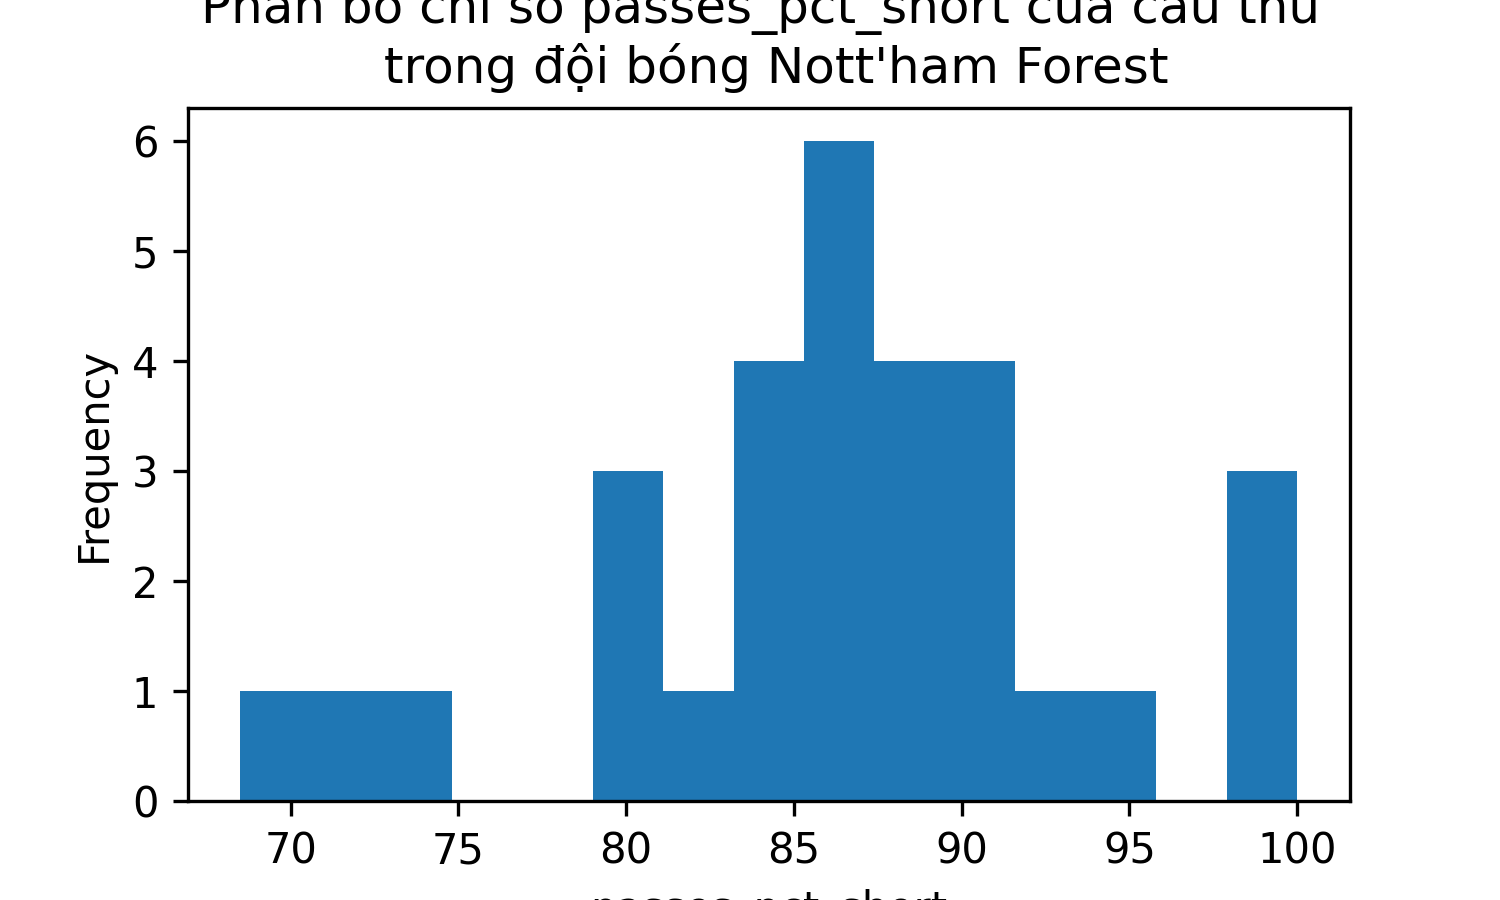 Phân bố chỉ số passes_pct_short của cầu thủ
trong đội bóng Nott'ham Forest
6
5
4
3
2
1
0
Frequency
70 75 80 85 90 95 100
passes_pct_short